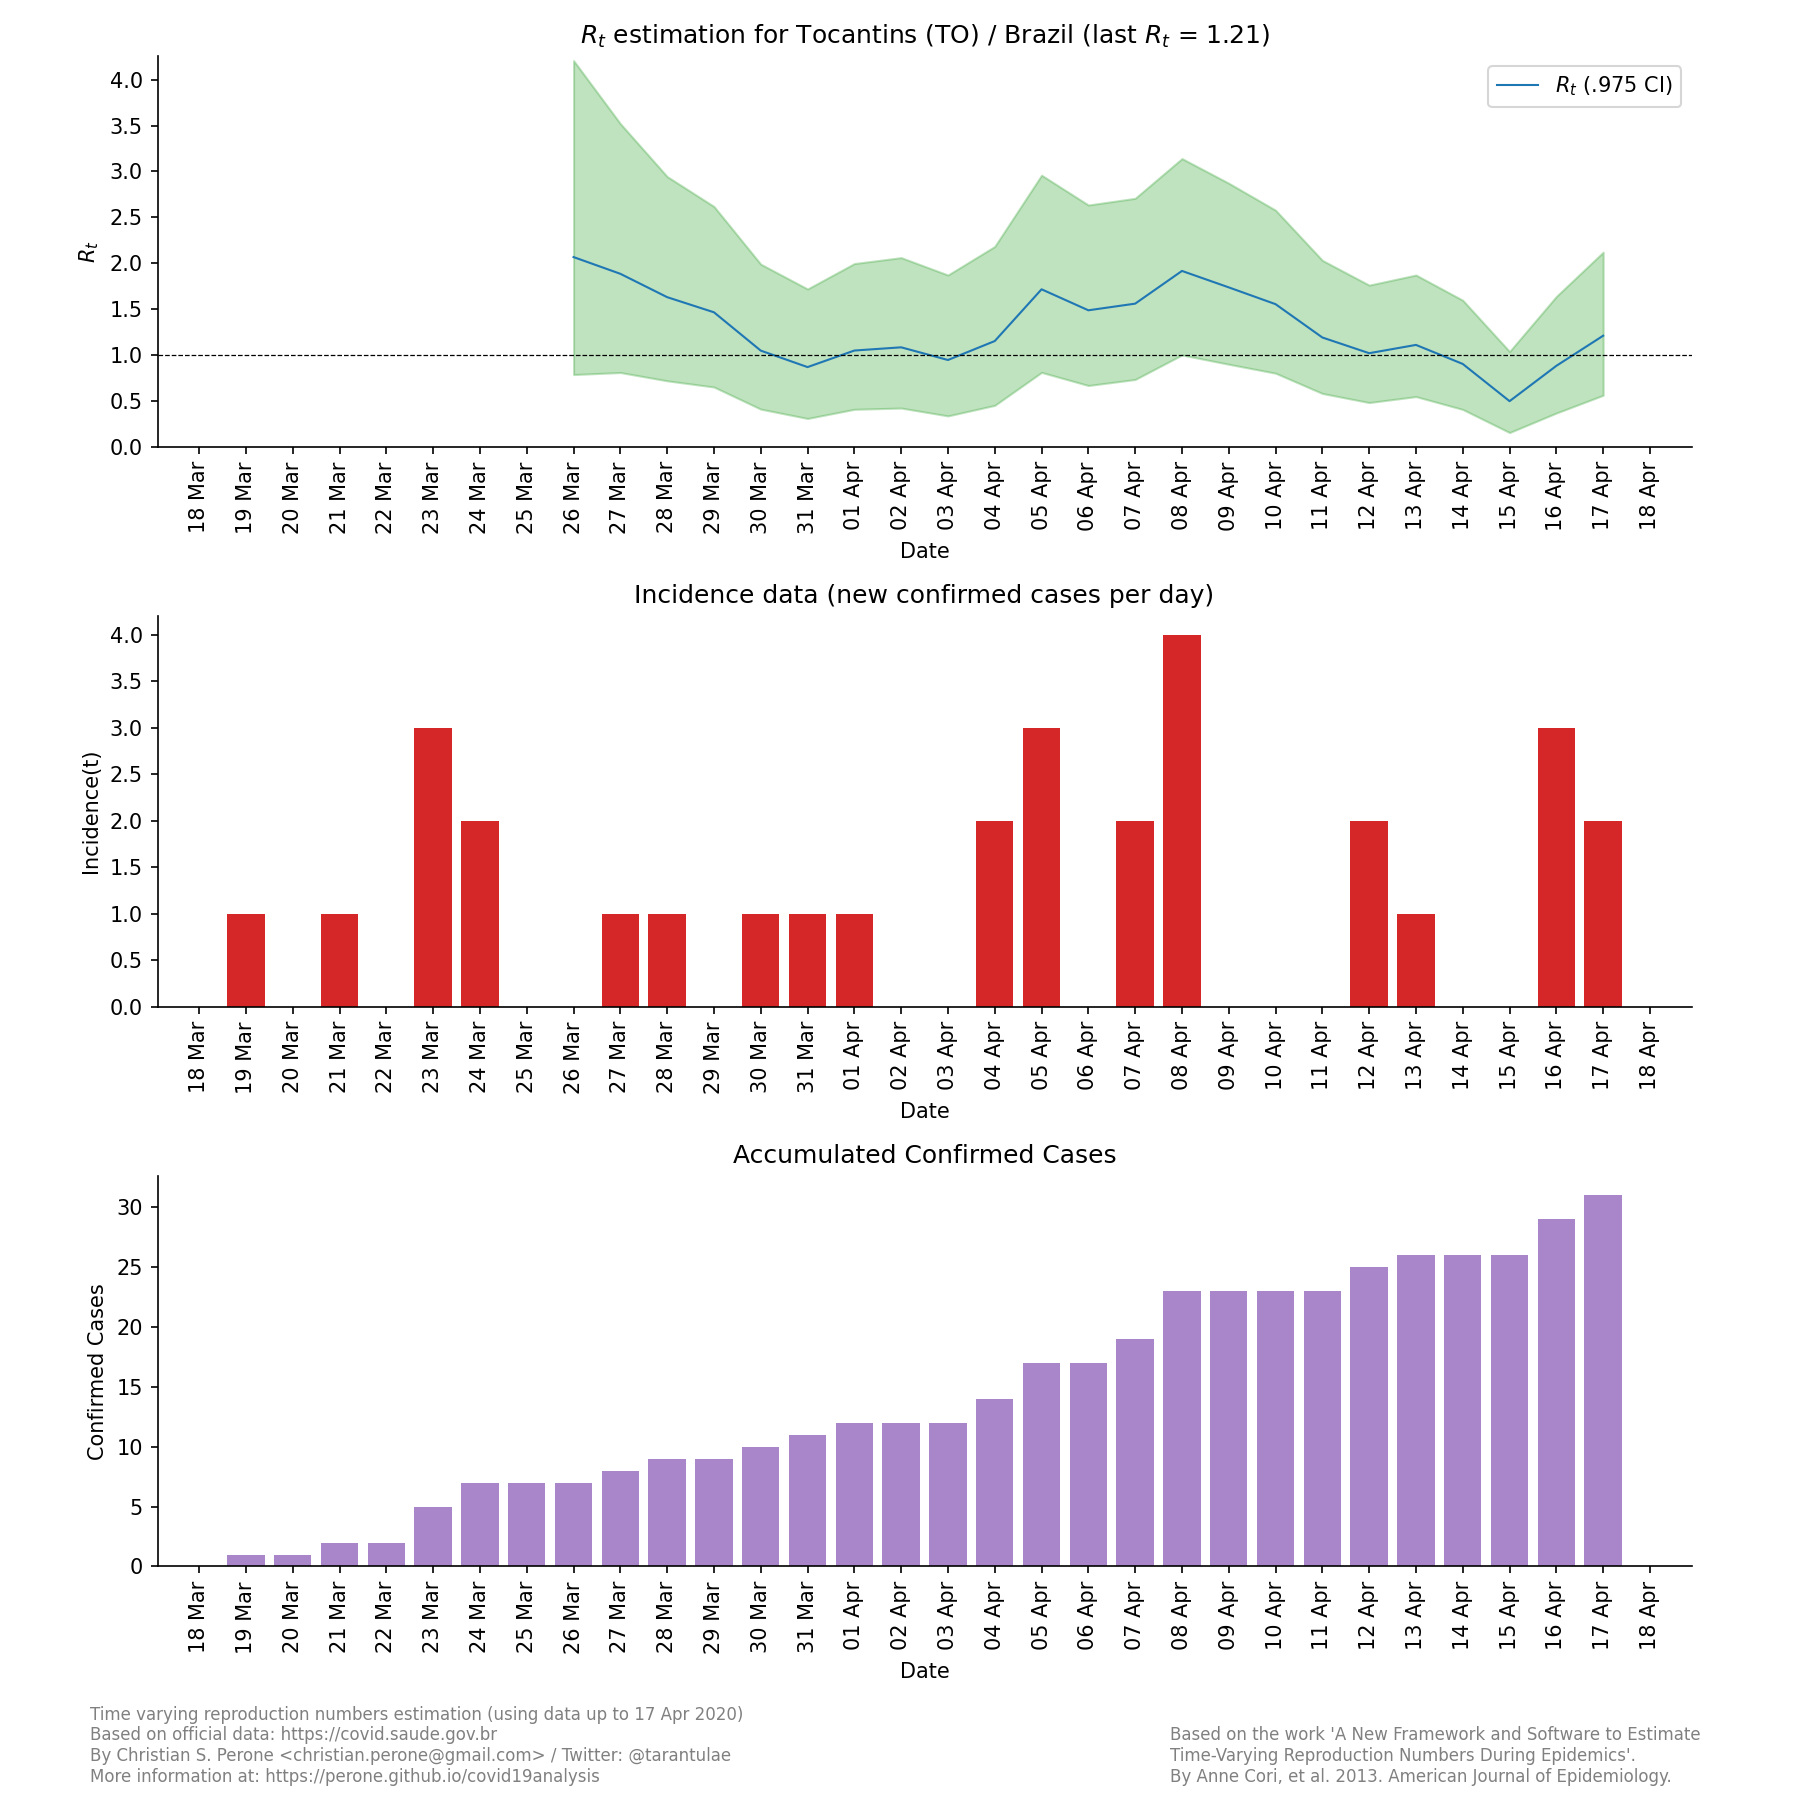 Rt estimation for Tocantins (TO) / Brazil (last Rt = 1.21)
Rt (.975 CI)
Rt
4.0
3.5
3.0
2.5
2.0
1.5
1.0
0.5
0.0
18 Mar 19 Mar 20 Mar 21 Mar 22 Mar 23 Mar 24 Mar 25 Mar 26 Mar 27 Mar 28 Mar 29 Mar 30 Mar 31 Mar 01 Apr 02 Apr 03 Apr 04 Apr 05 Apr 06 Apr 07 Apr 08 Apr 09 Apr 10 Apr 11 Apr 12 Apr 13 Apr 14 Apr 15 Apr 16 Apr 17 Apr 18 Apr
Date
Incidence data (new confirmed cases per day)
Incidence(t)
4.0
3.5
3.0
2.5
2.0
1.5
1.0
0.5
0.0
18 Mar 19 Mar 20 Mar 21 Mar 22 Mar 23 Mar 24 Mar 25 Mar 26 Mar 27 Mar 28 Mar 29 Mar 30 Mar 31 Mar 01 Apr 02 Apr 03 Apr 04 Apr 05 Apr 06 Apr 07 Apr 08 Apr 09 Apr 10 Apr 11 Apr 12 Apr 13 Apr 14 Apr 15 Apr 16 Apr 17 Apr 18 Apr
Date
Accumulated Confirmed Cases
Confirmed Cases
30
25
20
15
10
5
0
18 Mar 19 Mar 20 Mar 21 Mar 22 Mar 23 Mar 24 Mar 25 Mar 26 Mar 27 Mar 28 Mar 29 Mar 30 Mar 31 Mar 01 Apr 02 Apr 03 Apr 04 Apr 05 Apr 06 Apr 07 Apr 08 Apr 09 Apr 10 Apr 11 Apr 12 Apr 13 Apr 14 Apr 15 Apr 16 Apr 17 Apr 18 Apr
Date
Time varying reproduction numbers estimation (using data up to 17 Apr 2020)
Based on official data: https://covid.saude.gov.br
By Christian S. Perone <christian.perone@gmail.com> / Twitter: @tarantulae
More information at: https://perone.github.io/covid19analysis
Based on the work 'A New Framework and Software to Estimate
Time-Varying Reproduction Numbers During Epidemics'.
By Anne Cori, et al. 2013. American Journal of Epidemiology.